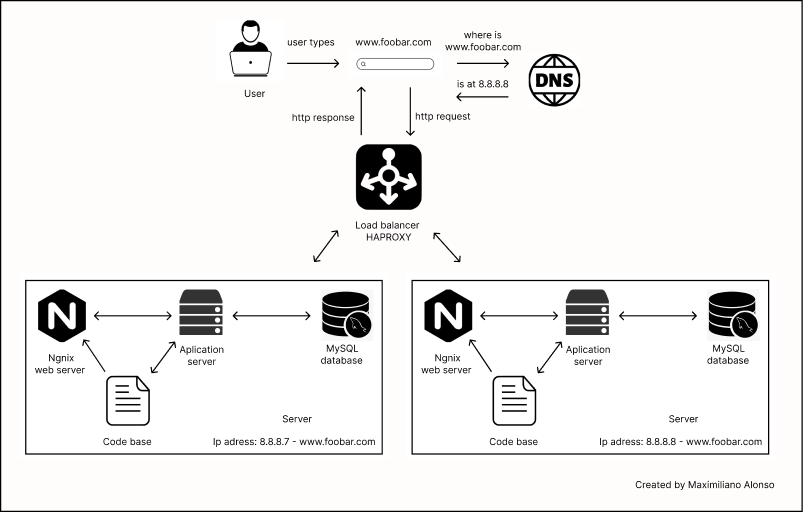 user types
www.foobar.com
where is
www.foobar.com
DNS
is at 8.8.8.8
User
http response
http request
Load balancer
HAPROXY
N
Ngnix
web server
Aplication
server
MySQL
database
Code base
Server
Ip adress: 8.8.8.7 - www.foobar.com
N
Ngnix
web server
Aplication
server
MySQL
database
Code base
Server
Ip adress: 8.8.8.8 - www.foobar.com
Created by Maximiliano Alonso